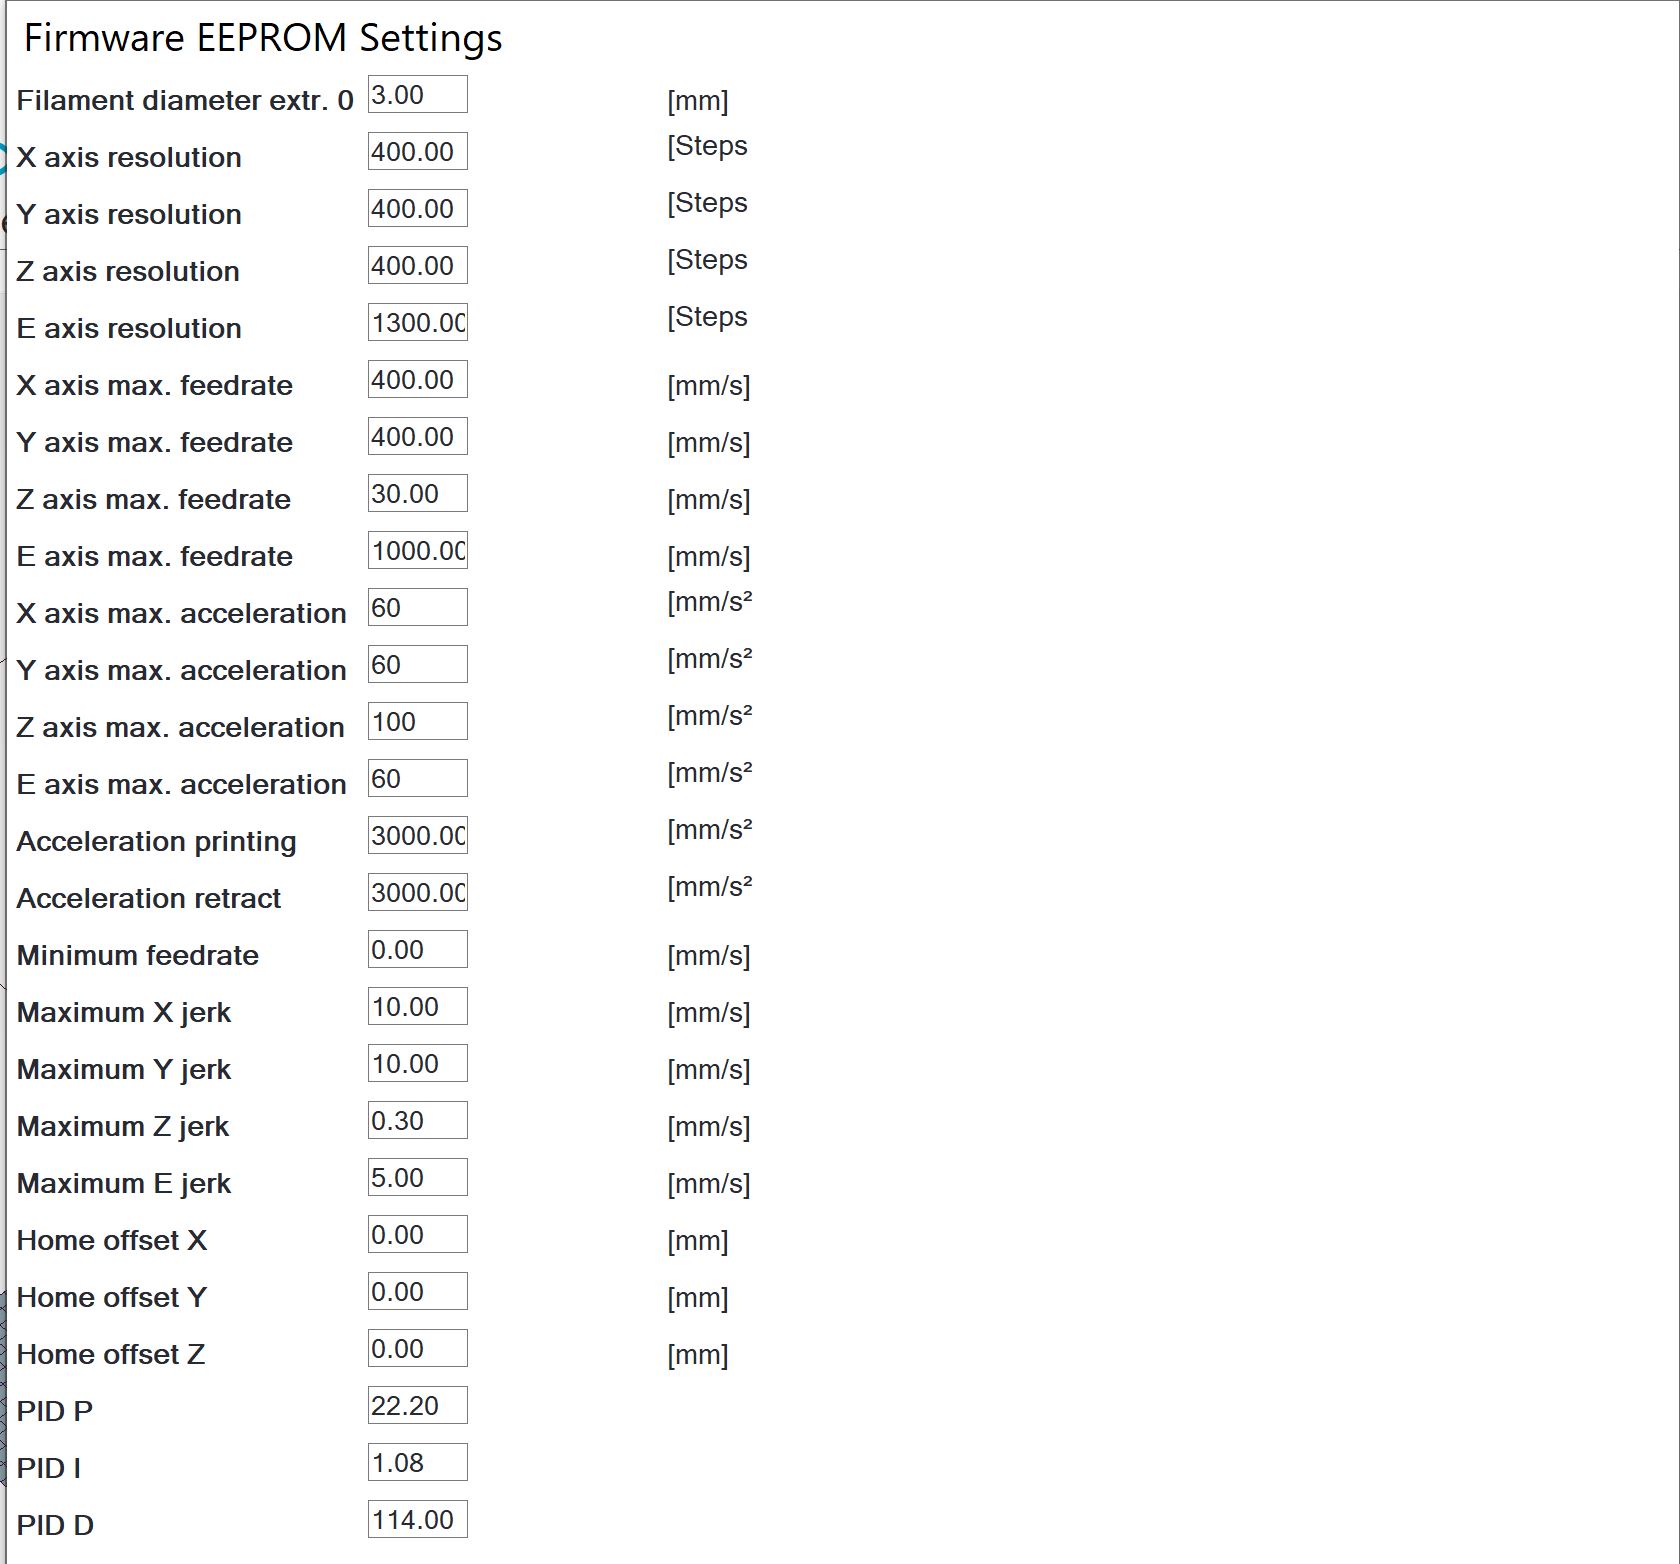 Firmware EEPROM Settings
Filament diameter extr. 0 3.00 [mm]
X axis resolution 400.00 [Steps
Y axis resolution 400.00 [Steps
Z axis resolution 400.00 [Steps
E axis resolution 1300.00 [Steps
X axis max. feedrate 400.00 [mm/s]
Y axis max. feedrate 400.00 [mm/s]
Z axis max. feedrate 30.00 [mm/s]
E axis max. feedrate 1000.00 [mm/s]
X axis max. acceleration 60 [mm/s²
Y axis max. acceleration 60 [mm/s²
Z axis max. acceleration 100 [mm/s²
E axis max. acceleration 60 [mm/s²
Acceleration printing 3000.00 [mm/s²
Acceleration retract 3000.00 [mm/s²
Minimum feedrate 0.00 [mm/s]
Maximum X jerk 10.00 [mm/s]
Maximum Y jerk 10.00 [mm/s]
Maximum Z jerk 0.30 [mm/s]
Maximum E jerk 5.00 [mm/s]
Home offset X 0.00 [mm]
Home offset Y 0.00 [mm]
Home offset Z 0.00 [mm]
PID P 22.20
PID I 1.08
PID D 114.00